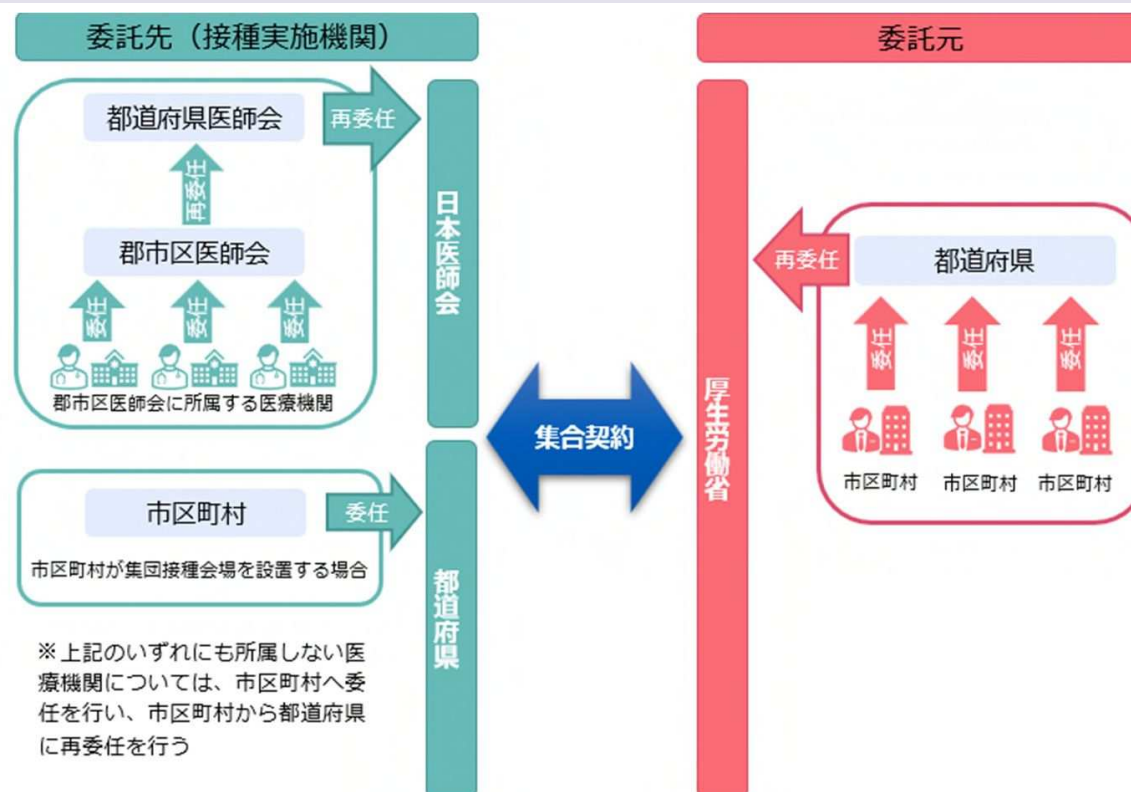 委託先（接種実施機関）
都道府県医師会
再委任
再委任
郡市区医師会
委任
委任
委任
郡市区医師会に所属する医療機関
日本医師会
市区町村
委任
市区町村が集団接種会場を設置する場合
都道府県
※上記のいずれにも所属しない医
療機関については、市区町村へ委
任を行い、市区町村から都道府県
に再委任を行う
集合契約
委託元
厚生労働省
再委任
都道府県
委任
委任
委任
市区町村
市区町村
市区町村